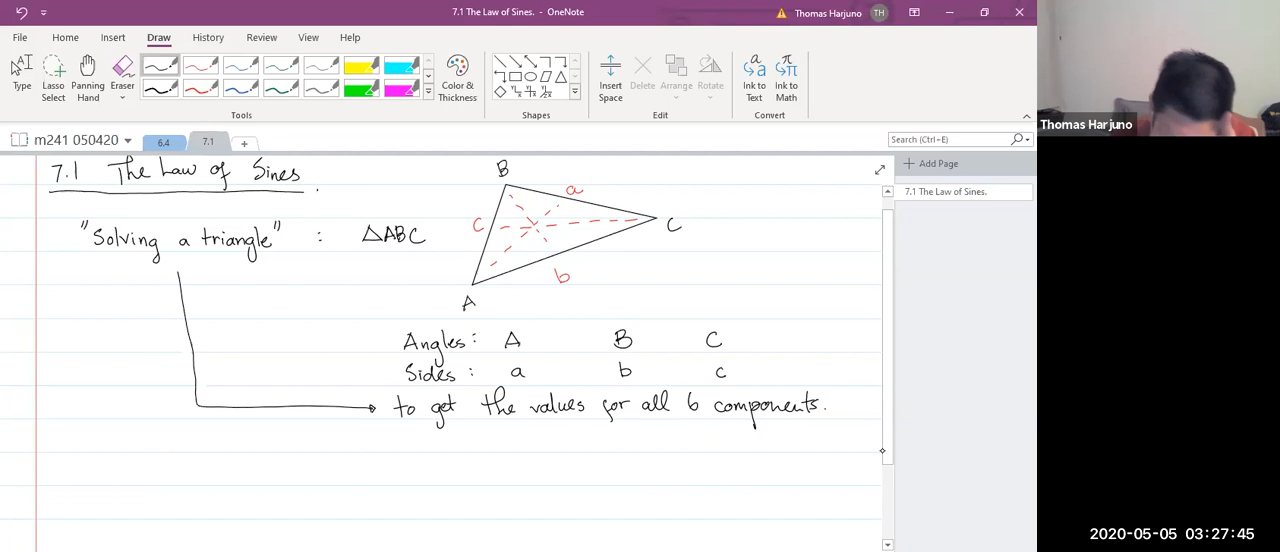 7.1 The Law of Sines. - OneNote
Thomas Harjuno TH
File Home Insert Draw History Review View Help
Type Lasso Select Panning Hand Eraser
Color & Thickness
Insert Space Delete Arrange Rotate
Ink to Text Ink to Math
Tools Shapes Edit Convert
m241 050420 6.4 7.1
Search (Ctrl+E)
Thomas Harjuno
Add Page
7.1 The Law of Sines.
7.1 The Law of Sines.
B
a
"Solving a triangle" : △ABC
c
C
b
A
Angles: A B C
Sides: a b c
to get the values for all 6 components.
2020-05-05 03:27:45